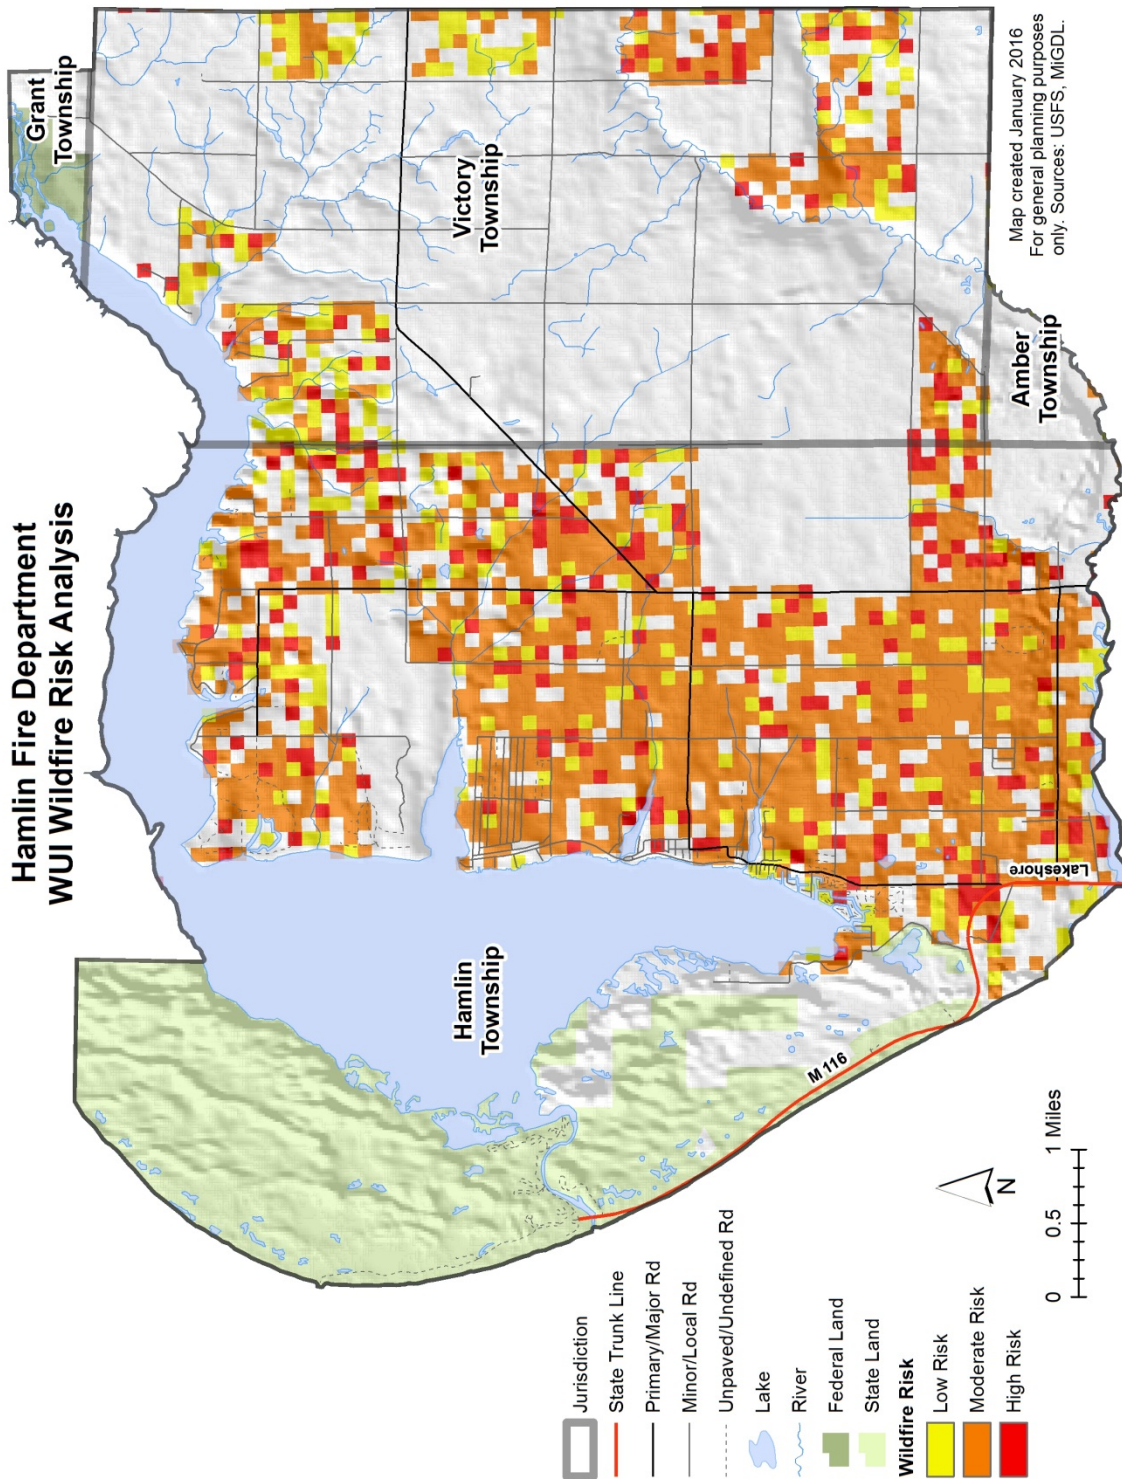 Hamlin Fire Department
WUI Wildfire Risk Analysis
Grant
Township
Victory
Township
Hamlin
Township
Amber
Township
M 116
Lakeshore
Map created January 2016
For general planning purposes
only. Sources: USFS, MiGDL.
Jurisdiction
State Trunk Line
Primary/Major Rd
Minor/Local Rd
Unpaved/Undefined Rd
Lake
River
Federal Land
State Land
Wildfire Risk
Low Risk
Moderate Risk
High Risk
N
0 0.5 1 Miles